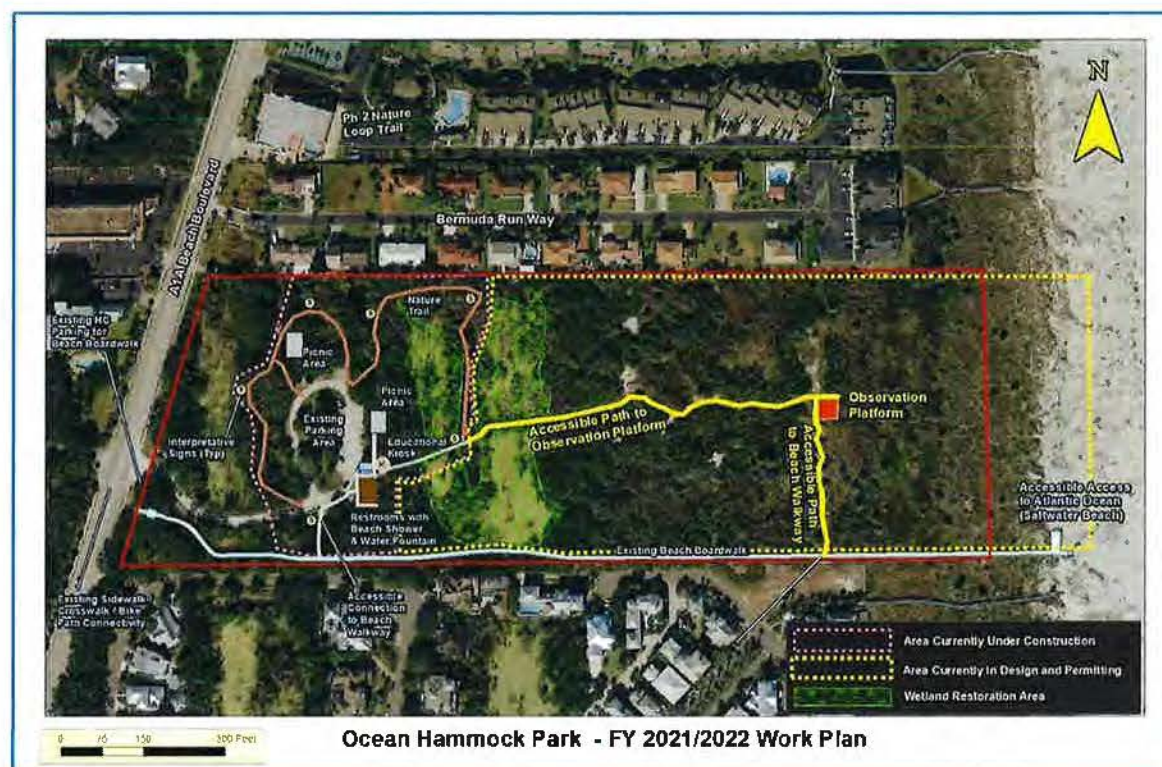 N
Ph 2 Nature
Loop Trail
A1A Beach Boulevard
Bermuda Run Way
Existing HC
Parking for
Beach Boardwalk
Nature
Trail
Picnic
Area
Picnic
Area
Existing
Parking
Area
Interpretative
Signs (Typ)
Educational
Kiosk
Accessible Path to
Observation Platform
Observation
Platform
Accessible Path
to Beach Walkway
Accessible Access
to Atlantic Ocean
(Saltwater Beach)
Restrooms with
Beach Shower
& Water Fountain
Existing Beach Boardwalk
Existing Sidewalk
Crosswalk / Bike
Path Connectivity
Accessible
Connection
to Beach
Walkway
Area Currently Under Construction
Area Currently In Design and Permitting
Wetland Restoration Area
0 75 150 300 Feet
Ocean Hammock Park - FY 2021/2022 Work Plan